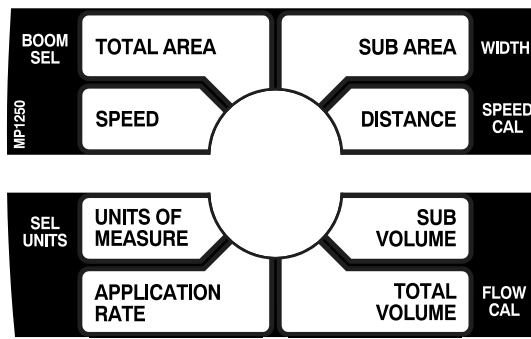 BOOM
SEL
TOTAL AREA
SUB AREA
WIDTH
MP1250
SPEED
DISTANCE
SPEED
CAL
SEL
UNITS
UNITS OF
MEASURE
SUB
VOLUME
APPLICATION
RATE
TOTAL
VOLUME
FLOW
CAL